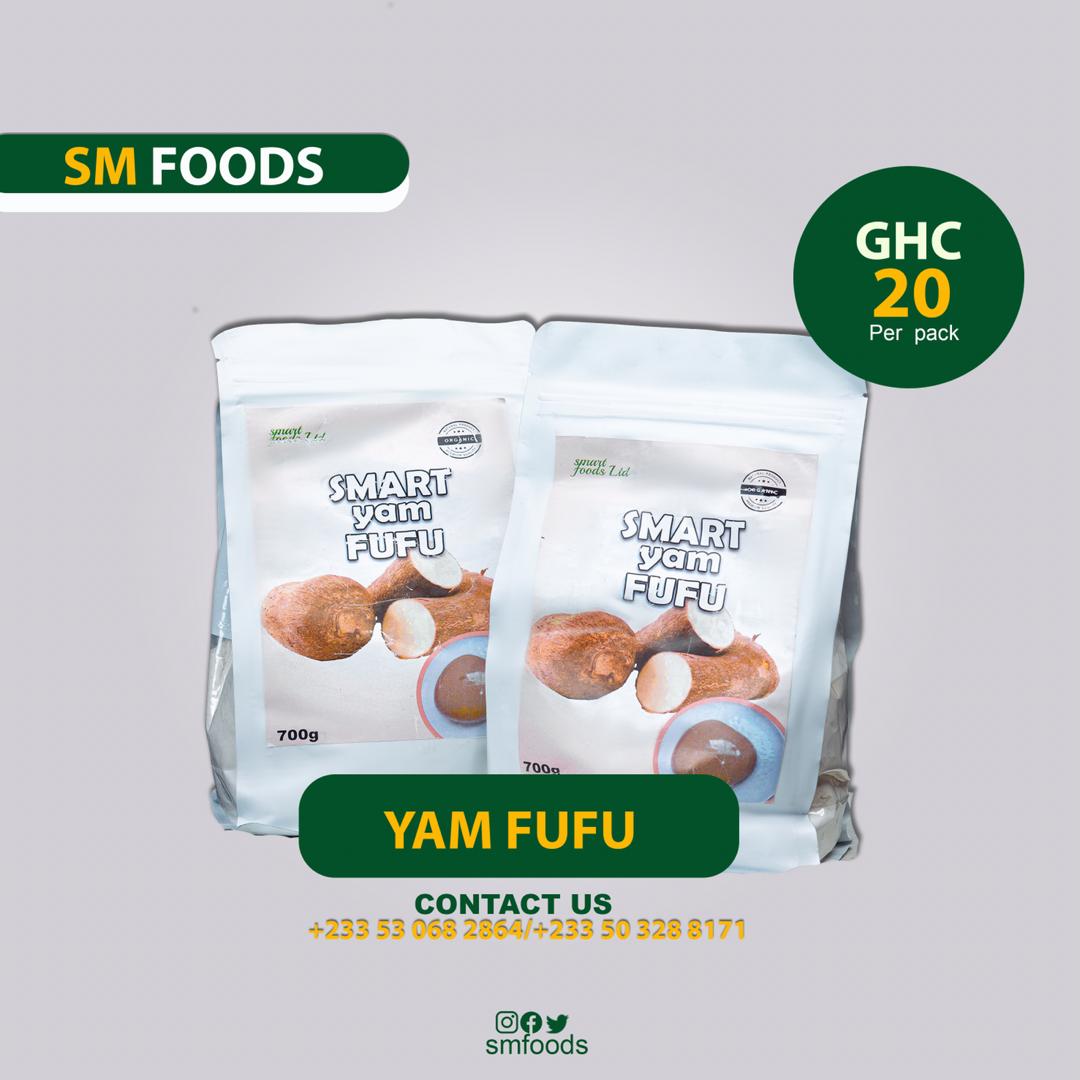 SM FOODS
GHC
20
Per pack
smart
foods Ltd
ORGANIC
SMART
yam
FUFU
700g
smart
foods Ltd
ORGANIC
SMART
yam
FUFU
700g
YAM FUFU
CONTACT US
+233 53 068 2864/+233 50 328 8171
smfoods